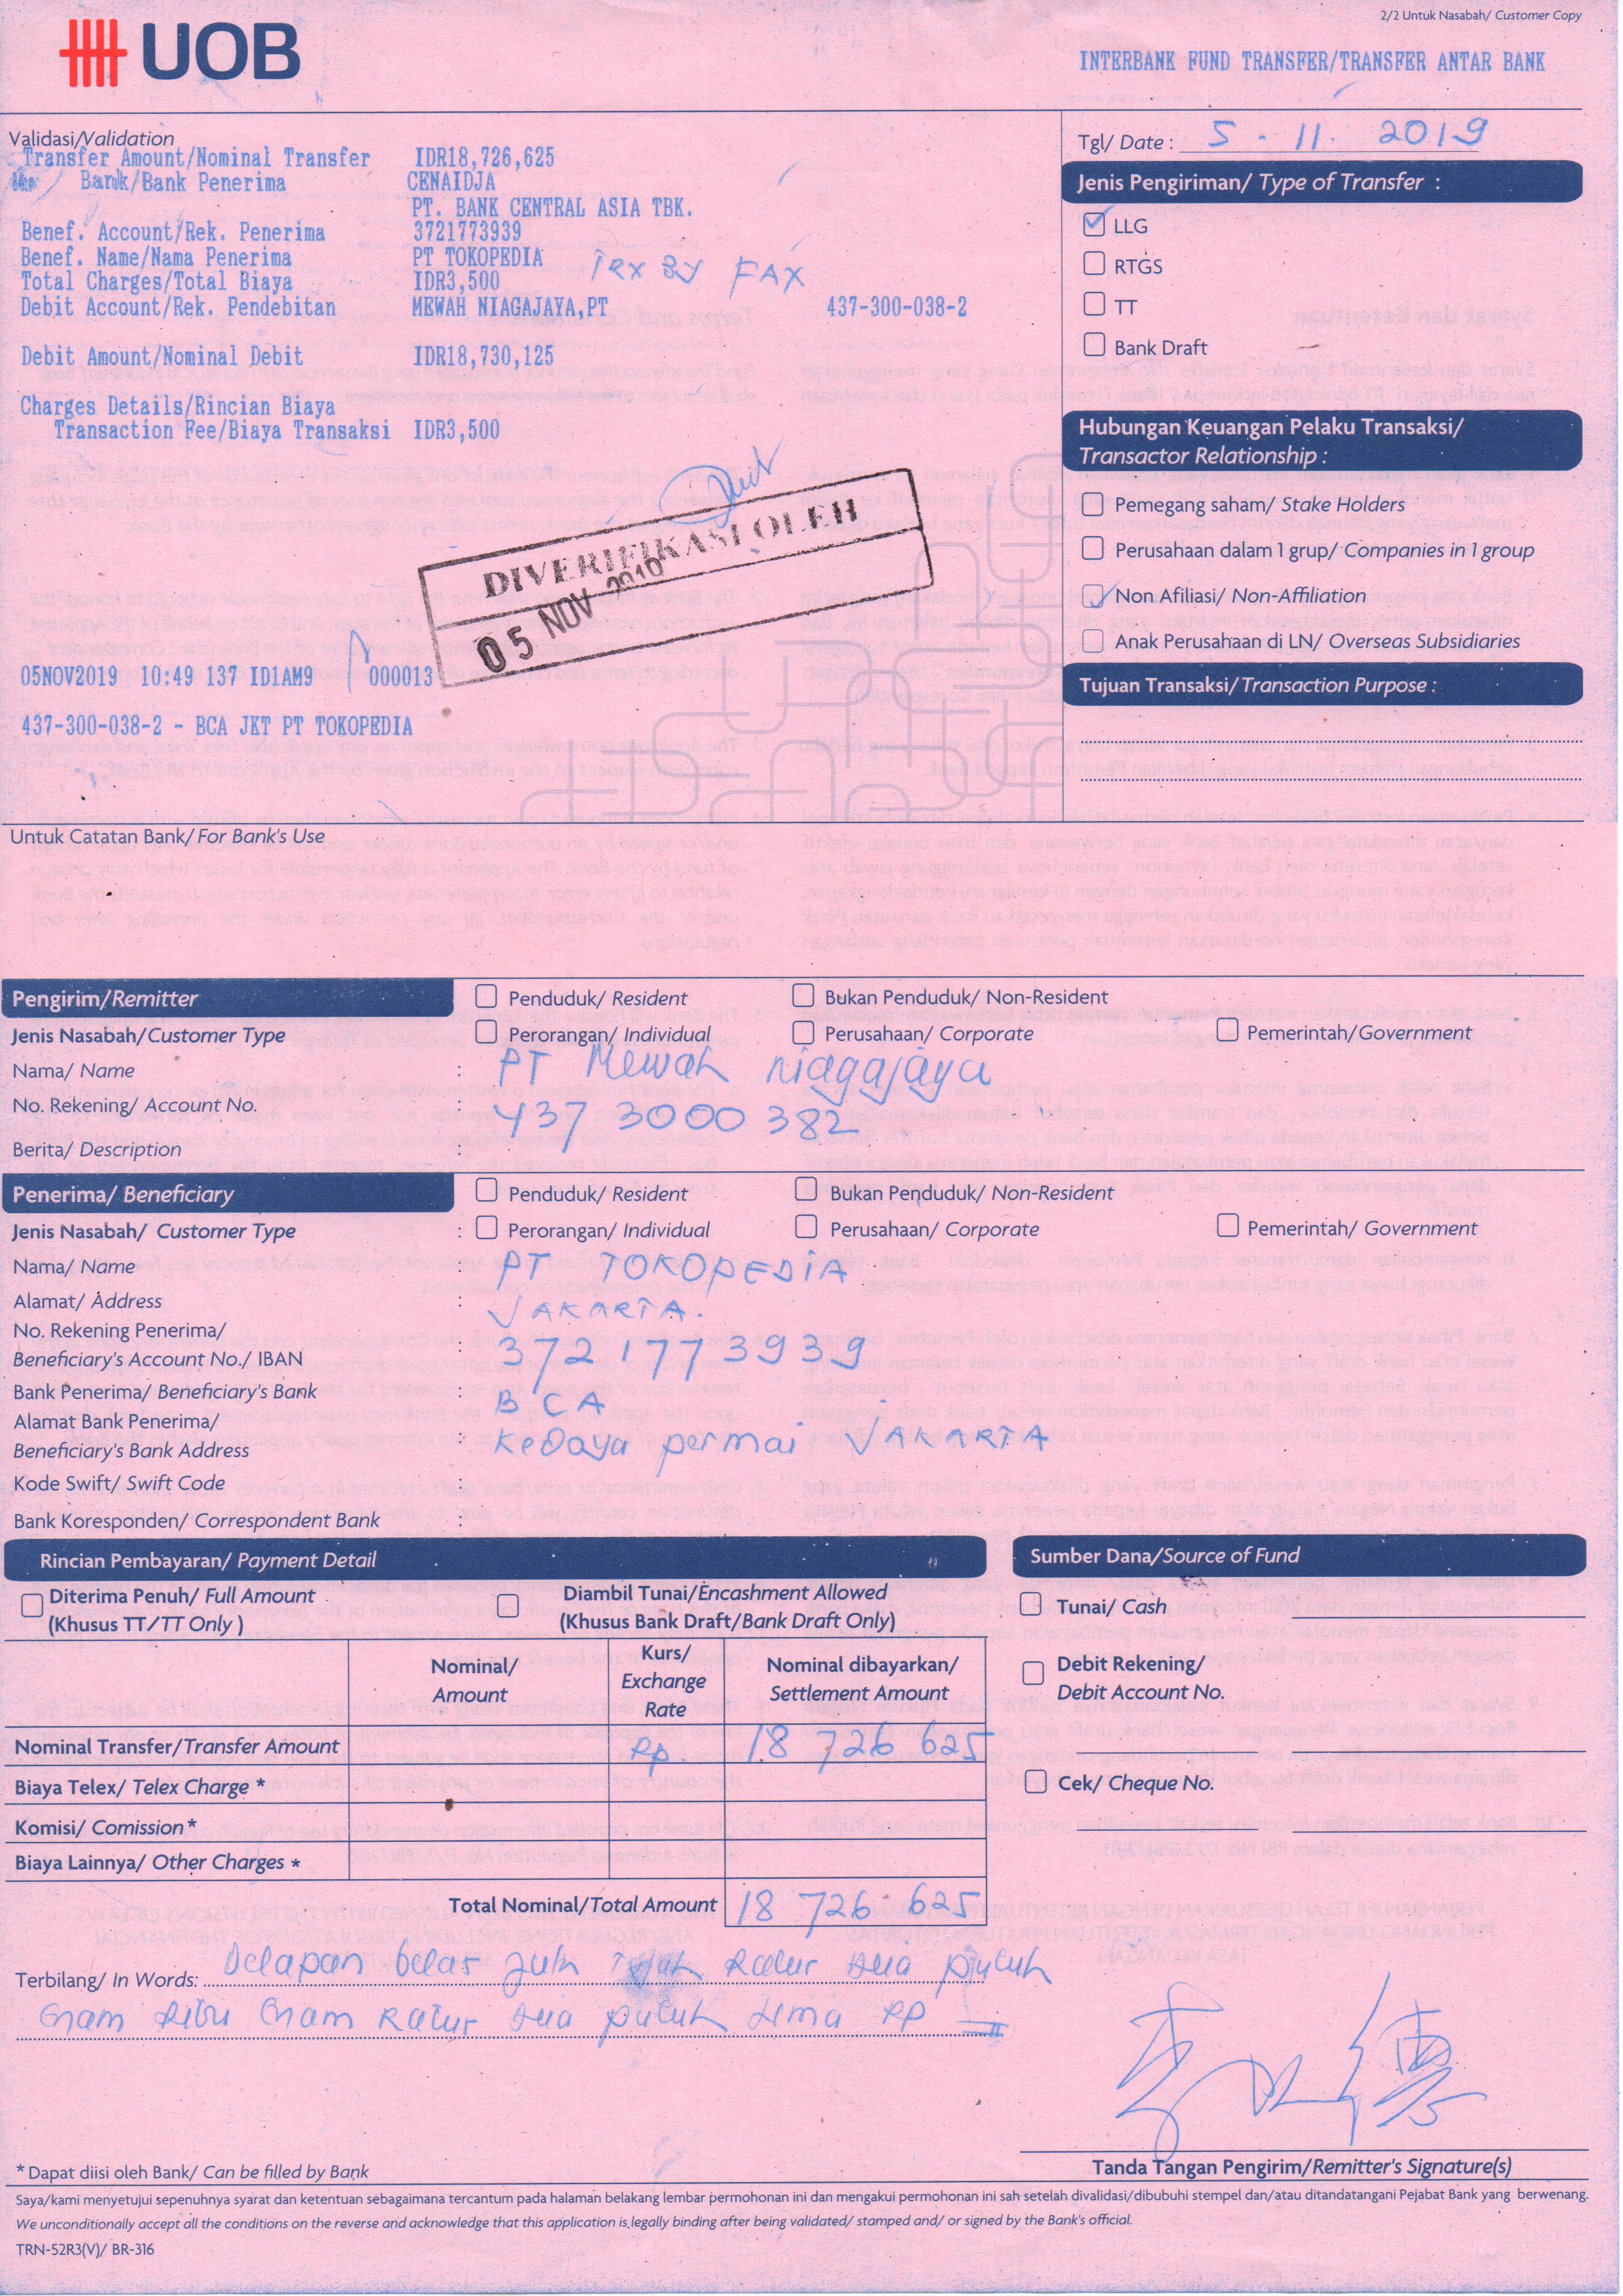 2/2 Untuk Nasabah/ Customer Copy
UOB
INTERBANK FUND TRANSFER/TRANSFER ANTAR BANK
Validasi/Validation
Transfer Amount/Nominal Transfer IDR18,726,625
Bank/Bank Penerima CENAIDJA
PT. BANK CENTRAL ASIA TBK.
Benef. Account/Rek. Penerima 3721773939
Benef. Name/Nama Penerima PT TOKOPEDIA
TRX BY FAX
Total Charges/Total Biaya IDR3,500
Debit Account/Rek. Pendebitan MEWAH NIAGAJAYA,PT 437-300-038-2
Debit Amount/Nominal Debit IDR18,730,125
Charges Details/Rincian Biaya
Transaction Fee/Biaya Transaksi IDR3,500
DIVERIFIKASI OLEH
05 NOV 2019
05NOV2019 10:49 137 ID1AM9 000013
437-300-038-2 - BCA JKT PT TOKOPEDIA
Tgl/ Date : 5 - 11. 2019
Jenis Pengiriman/ Type of Transfer :
LLG
RTGS
TT
Bank Draft
Hubungan Keuangan Pelaku Transaksi/
Transactor Relationship :
Pemegang saham/ Stake Holders
Perusahaan dalam 1 grup/ Companies in 1 group
Non Afiliasi/ Non-Affiliation
Anak Perusahaan di LN/ Overseas Subsidiaries
Tujuan Transaksi/ Transaction Purpose :
Untuk Catatan Bank/ For Bank's Use
Pengirim/Remitter Penduduk/ Resident Bukan Penduduk/ Non-Resident
Jenis Nasabah/Customer Type Perorangan/ Individual Perusahaan/ Corporate Pemerintah/Government
Nama/ Name : PT Mewah niagajaya
No. Rekening/ Account No. : 437 3000 382
Berita/ Description :
Penerima/ Beneficiary Penduduk/ Resident Bukan Penduduk/ Non-Resident
Jenis Nasabah/ Customer Type : Perorangan/ Individual Perusahaan/ Corporate Pemerintah/ Government
Nama/ Name : PT TOKOPEDIA
Alamat/ Address : JAKARTA.
No. Rekening Penerima/
Beneficiary's Account No./ IBAN : 3721773939
Bank Penerima/ Beneficiary's Bank : BCA
Alamat Bank Penerima/
Beneficiary's Bank Address : Kedoya permai JAKARTA
Kode Swift/ Swift Code :
Bank Koresponden/ Correspondent Bank :
Rincian Pembayaran/ Payment Detail
Diterima Penuh/ Full Amount
(Khusus TT/TT Only )
Diambil Tunai/Encashment Allowed
(Khusus Bank Draft/Bank Draft Only)
Nominal/
Amount
Kurs/
Exchange
Rate
Nominal dibayarkan/
Settlement Amount
Nominal Transfer/Transfer Amount Rp. 18 726 625
Biaya Telex/ Telex Charge *
Komisi/ Comission *
Biaya Lainnya/ Other Charges *
Total Nominal/Total Amount 18 726 625
Sumber Dana/Source of Fund
Tunai/ Cash
Debit Rekening/
Debit Account No.
Cek/ Cheque No.
Terbilang/ In Words: Delapan belas Jula Tujuh Ratur dua puluh
Enam Ribu Enam Ratur dua puluh Lima RP
Tanda Tangan Pengirim/Remitter's Signature(s)
* Dapat diisi oleh Bank/ Can be filled by Bank
Saya/kami menyetujui sepenuhnya syarat dan ketentuan sebagaimana tercantum pada halaman belakang lembar permohonan ini dan mengakui permohonan ini sah setelah divalidasi/dibubuhi stempel dan/atau ditandatangani Pejabat Bank yang berwenang.
We unconditionally accept all the conditions on the reverse and acknowledge that this application is legally binding after being validated/ stamped and/ or signed by the Bank's official.
TRN-52R3(V)/ BR-316